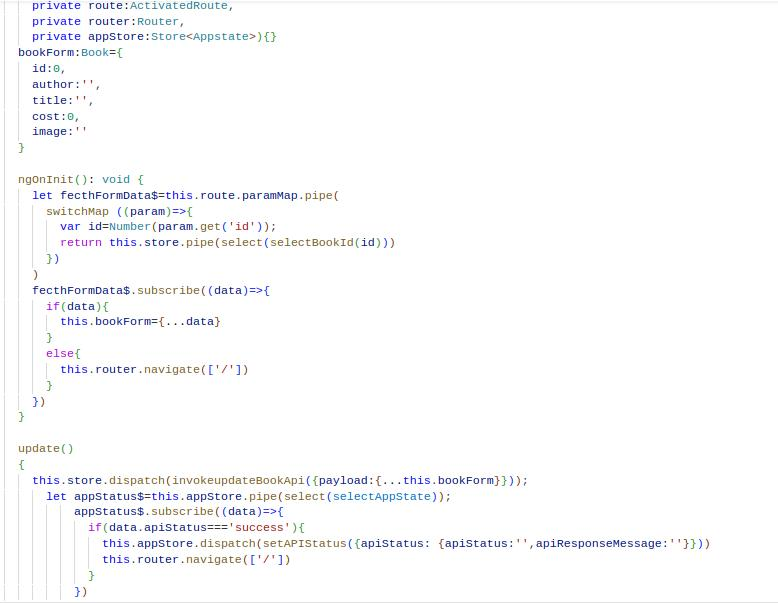 private route:ActivatedRoute,
private router:Router,
private appStore:Store<Appstate>){}
bookForm:Book={
id:0,
author:'',
title:'',
cost:0,
image:''
}
ngOnInit(): void {
let fecthFormData$=this.route.paramMap.pipe(
switchMap ((param)=>{
var id=Number(param.get('id'));
return this.store.pipe(select(selectBookId(id)))
})
)
fecthFormData$.subscribe((data)=>{
if(data){
this.bookForm={...data}
}
else{
this.router.navigate(['/'])
}
})
}
update()
{
this.store.dispatch(invokeupdateBookApi({payload:{...this.bookForm}}));
let appStatus$=this.appStore.pipe(select(selectAppState));
appStatus$.subscribe((data)=>{
if(data.apiStatus==='success'){
this.appStore.dispatch(setAPIStatus({apiStatus: {apiStatus:'',apiResponseMessage:''}}))
this.router.navigate(['/'])
}
})